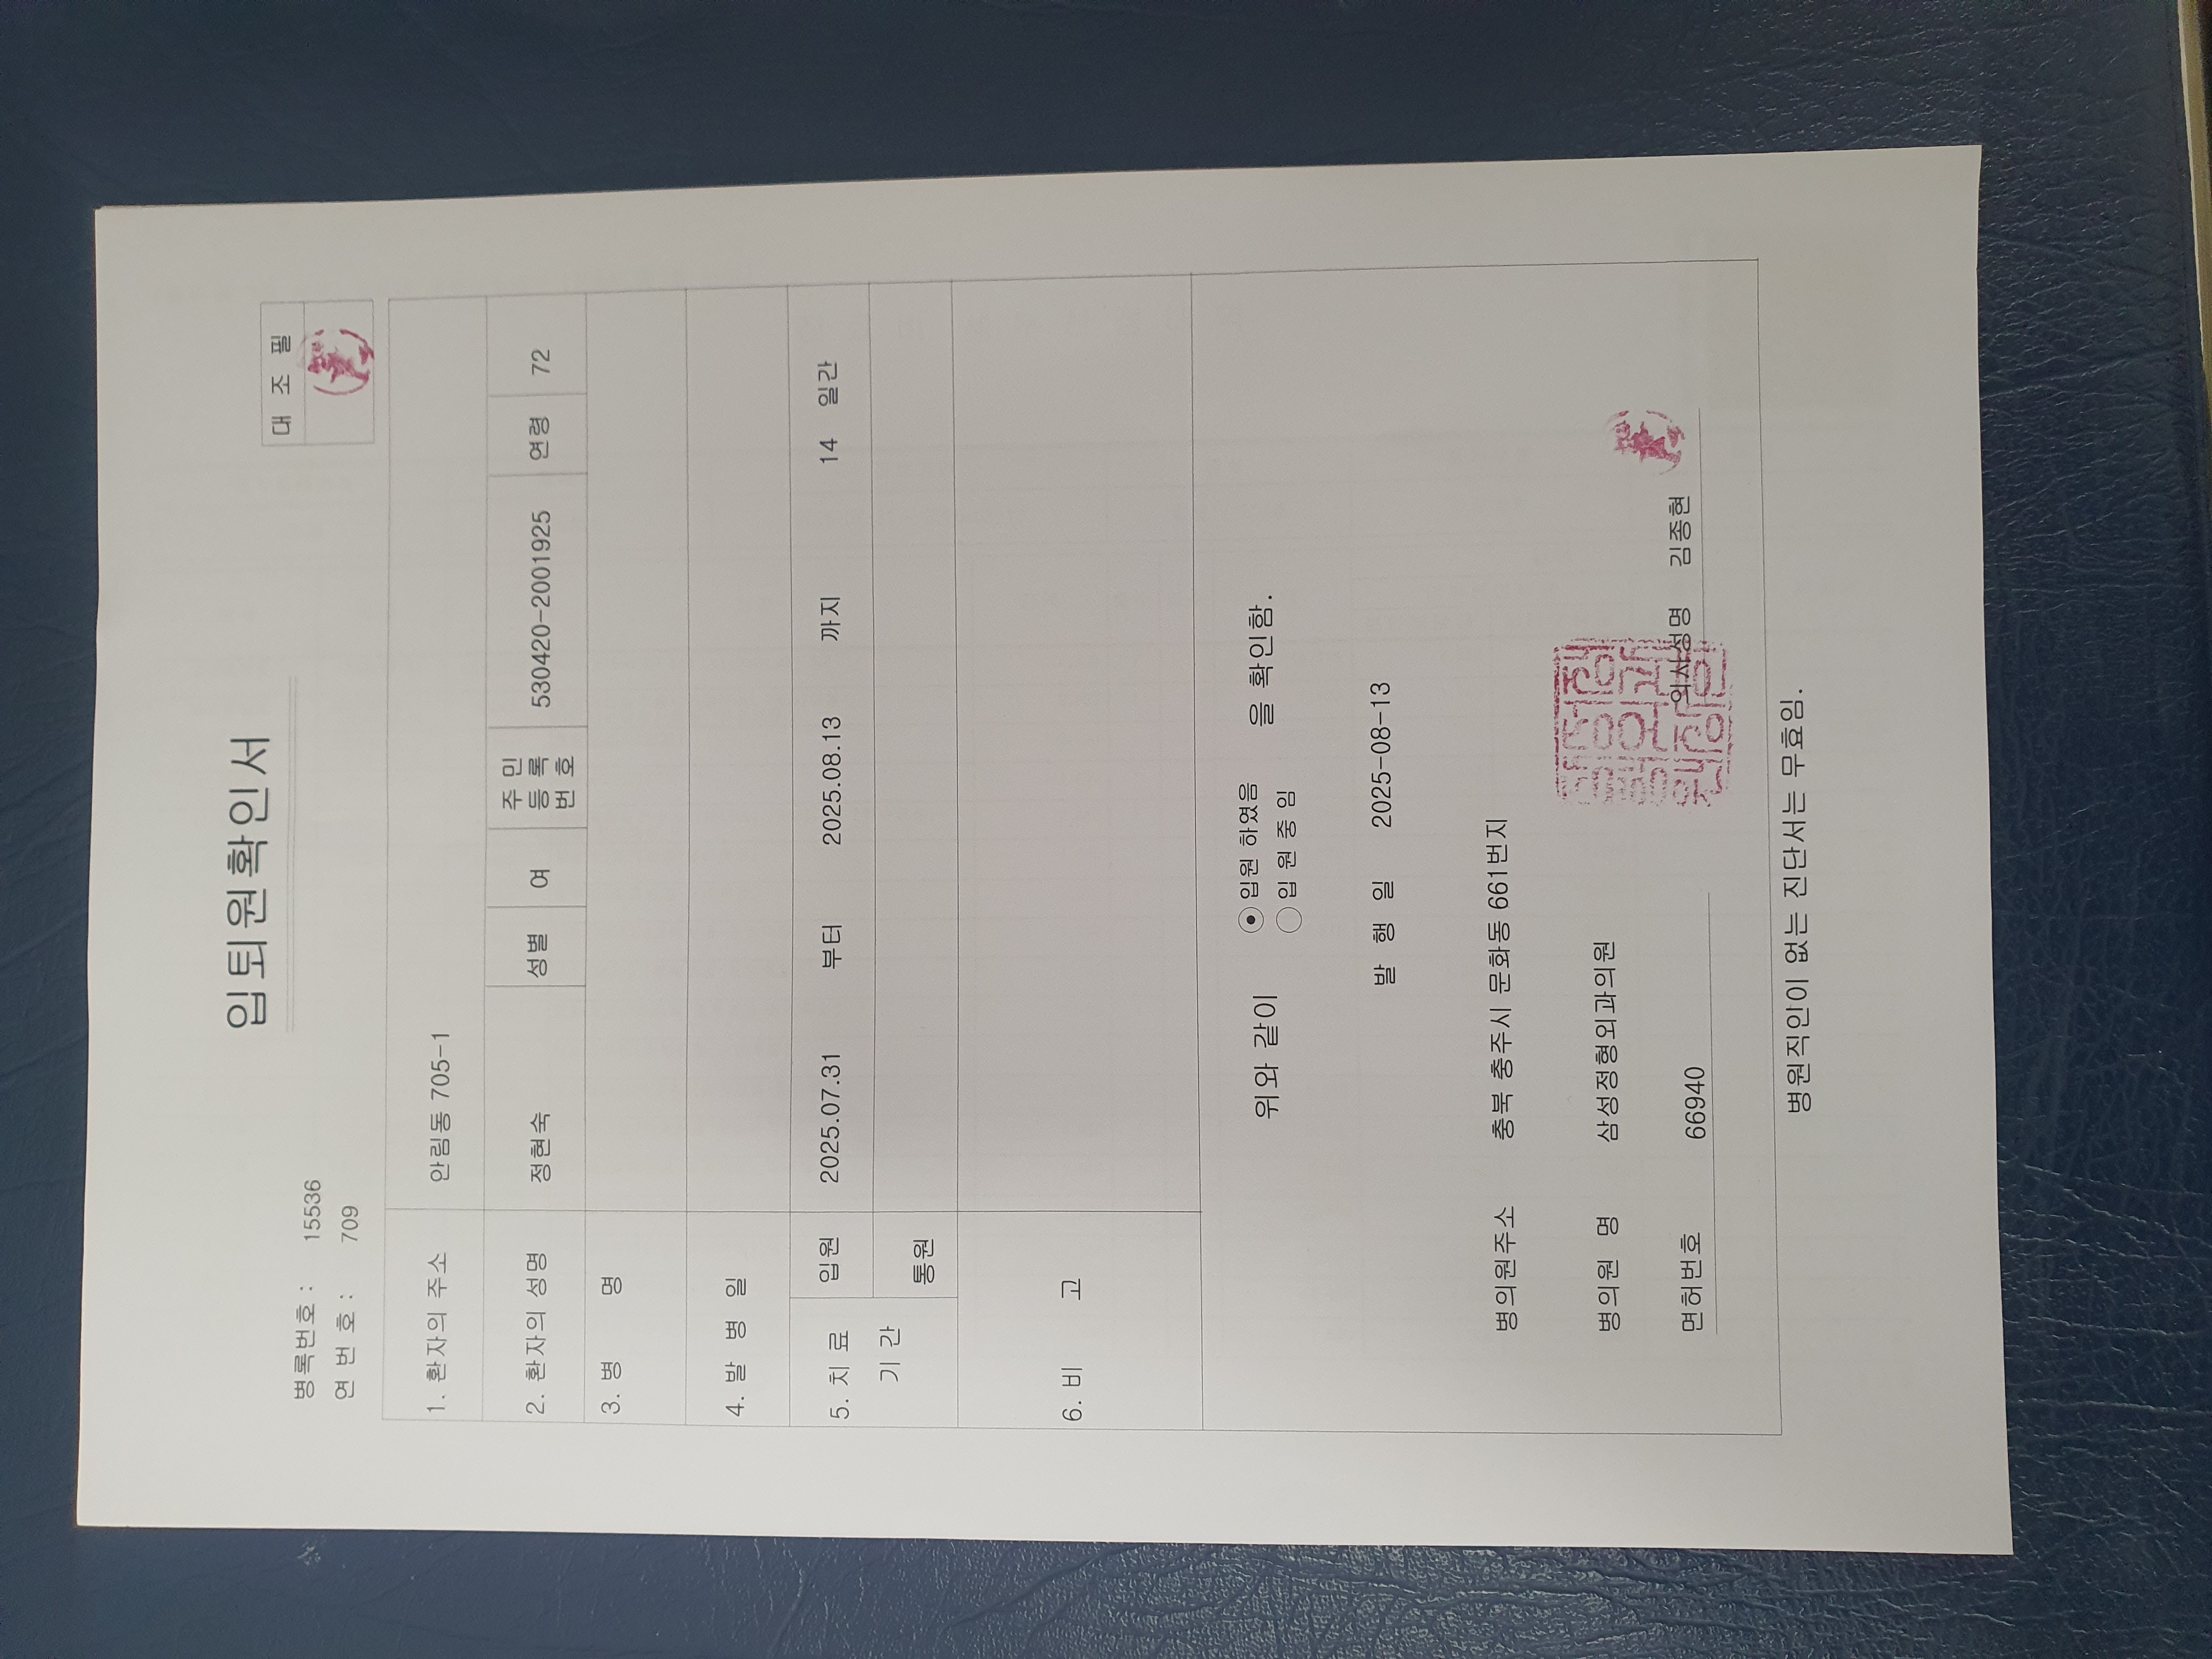 입퇴원확인서
병록번호 : 15536
연 번 호 : 709
대 조 필
1. 환자의 주소 안림동 705-1
2. 환자의 성명 정현숙 성별 여 주 민 등 록 번 호 530420-2001925 연령 72
3. 병 명
4. 발 병 일
5. 치 료 기 간
입원 2025.07.31 부터 2025.08.13 까지 14 일간
통원
6. 비 고
위와 같이 ⦿입원 하였음 을 확인함.
○입 원 중 임
발 행 일 2025-08-13
병의원주소 충북 충주시 문화동 661번지
병의원 명 삼성정형외과의원
면허번호 66940 의사성명 김종현
병원직인이 없는 진단서는 무효임.